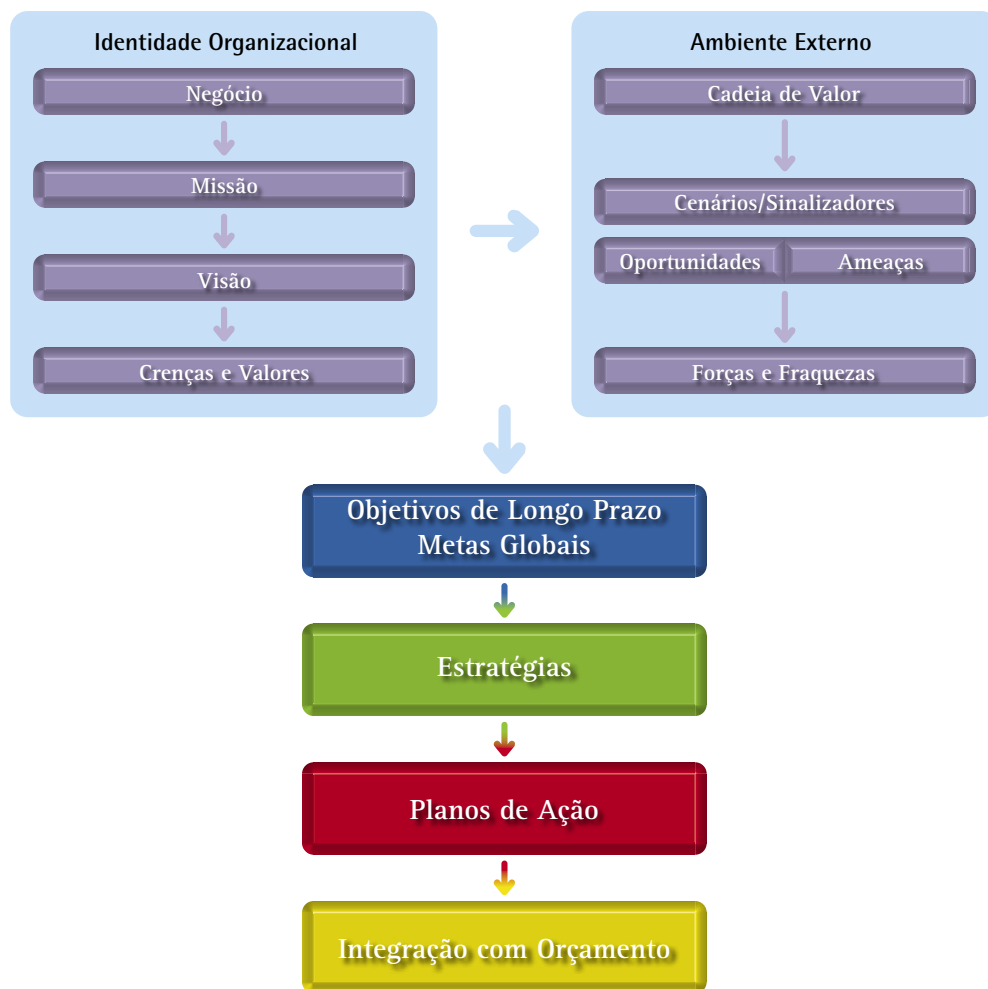 Identidade Organizacional
Negócio
Missão
Visão
Crenças e Valores
Ambiente Externo
Cadeia de Valor
Cenários/Sinalizadores
Oportunidades
Ameaças
Forças e Fraquezas
Objetivos de Longo Prazo
Metas Globais
Estratégias
Planos de Ação
Integração com Orçamento